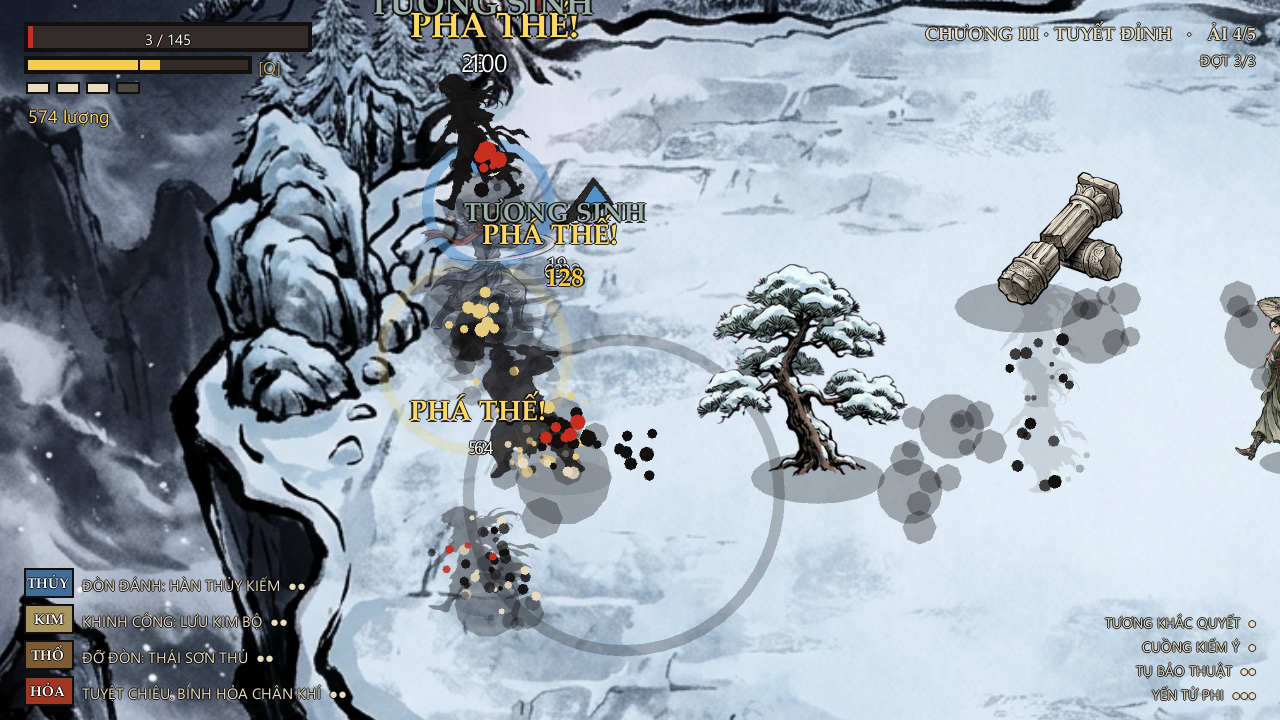 3 / 145
[Q]
574 lượng
TƯƠNG SINH
PHÁ THẾ!
CHƯƠNG III · TUYẾT ĐỈNH · ẢI 4/5
ĐỢT 3/3
TƯƠNG SINH
PHÁ THẾ!
128
PHÁ THẾ!
THỦY ĐÒN ĐÁNH: HÀN THỦY KIẾM
KIM KHINH CÔNG: LƯU KIM BỘ
THỔ ĐỠ ĐÒN: THÁI SƠN THỦ
HỎA TUYỆT CHIÊU: BÍNH HỎA CHÂN KHÍ
TƯƠNG KHẮC QUYẾT
CUỒNG KIẾM Ý
TỤ BẢO THUẬT
YẾN TỬ PHI